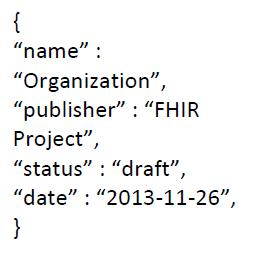 {
“name” :
“Organization”,
“publisher” : “FHIR
Project”,
“status” : “draft”,
“date” : “2013-11-26”,
}